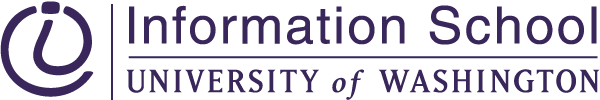 Information School
UNIVERSITY of WASHINGTON